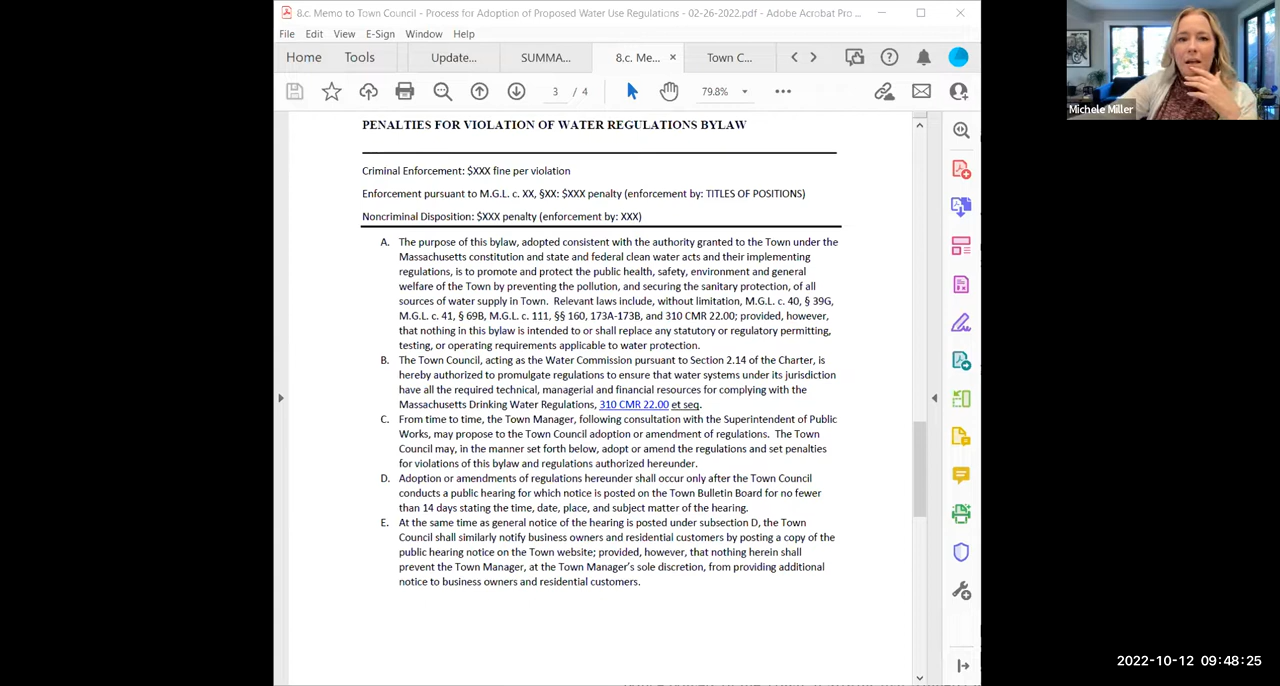 8.c. Memo to Town Council - Process for Adoption of Proposed Water Use Regulations - 02-26-2022.pdf - Adobe Acrobat Pro ...
File Edit View E-Sign Window Help
Home Tools Update... SUMMA... 8.c. Me... × Town C...
3 / 4 79.8%
Michele Miller
PENALTIES FOR VIOLATION OF WATER REGULATIONS BYLAW
Criminal Enforcement: $XXX fine per violation
Enforcement pursuant to M.G.L. c. XX, §XX: $XXX penalty (enforcement by: TITLES OF POSITIONS)
Noncriminal Disposition: $XXX penalty (enforcement by: XXX)
A. The purpose of this bylaw, adopted consistent with the authority granted to the Town under the
Massachusetts constitution and state and federal clean water acts and their implementing
regulations, is to promote and protect the public health, safety, environment and general
welfare of the Town by preventing the pollution, and securing the sanitary protection, of all
sources of water supply in Town. Relevant laws include, without limitation, M.G.L. c. 40, § 39G,
M.G.L. c. 41, § 69B, M.G.L. c. 111, §§ 160, 173A-173B, and 310 CMR 22.00; provided, however,
that nothing in this bylaw is intended to or shall replace any statutory or regulatory permitting,
testing, or operating requirements applicable to water protection.
B. The Town Council, acting as the Water Commission pursuant to Section 2.14 of the Charter, is
hereby authorized to promulgate regulations to ensure that water systems under its jurisdiction
have all the required technical, managerial and financial resources for complying with the
Massachusetts Drinking Water Regulations, 310 CMR 22.00 et seq.
C. From time to time, the Town Manager, following consultation with the Superintendent of Public
Works, may propose to the Town Council adoption or amendment of regulations. The Town
Council may, in the manner set forth below, adopt or amend the regulations and set penalties
for violations of this bylaw and regulations authorized hereunder.
D. Adoption or amendments of regulations hereunder shall occur only after the Town Council
conducts a public hearing for which notice is posted on the Town Bulletin Board for no fewer
than 14 days stating the time, date, place, and subject matter of the hearing.
E. At the same time as general notice of the hearing is posted under subsection D, the Town
Council shall similarly notify business owners and residential customers by posting a copy of the
public hearing notice on the Town website; provided, however, that nothing herein shall
prevent the Town Manager, at the Town Manager's sole discretion, from providing additional
notice to business owners and residential customers.
2022-10-12 09:48:25